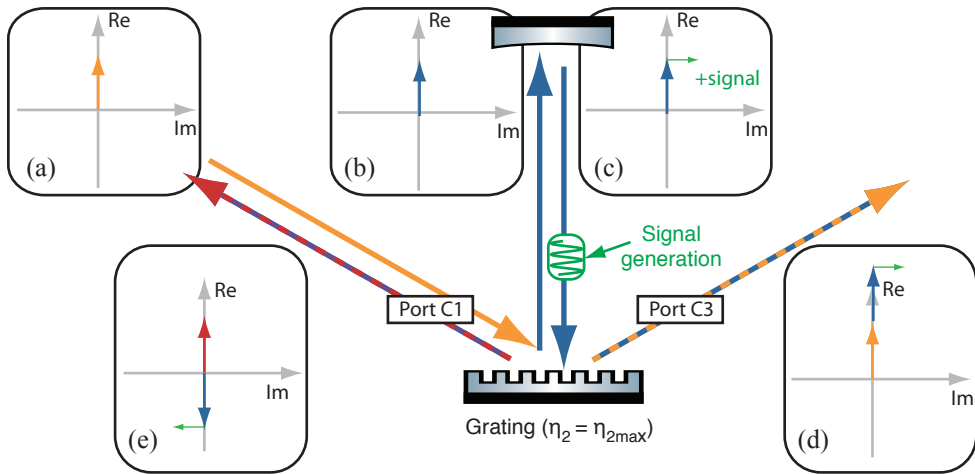 Re
Im
(a)
Re
Im
(b)
Re
+signal
Im
(c)
Signal
generation
Port C1
Port C3
Re
Im
(e)
Re
Im
(d)
Grating (η2 = η2max)